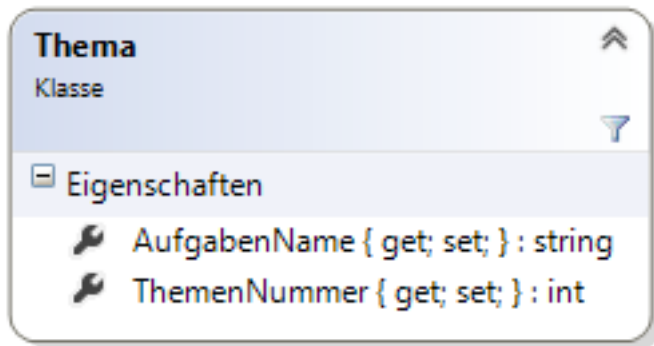 Thema
Klasse
Eigenschaften
AufgabenName { get; set; } : string
ThemenNummer { get; set; } : int